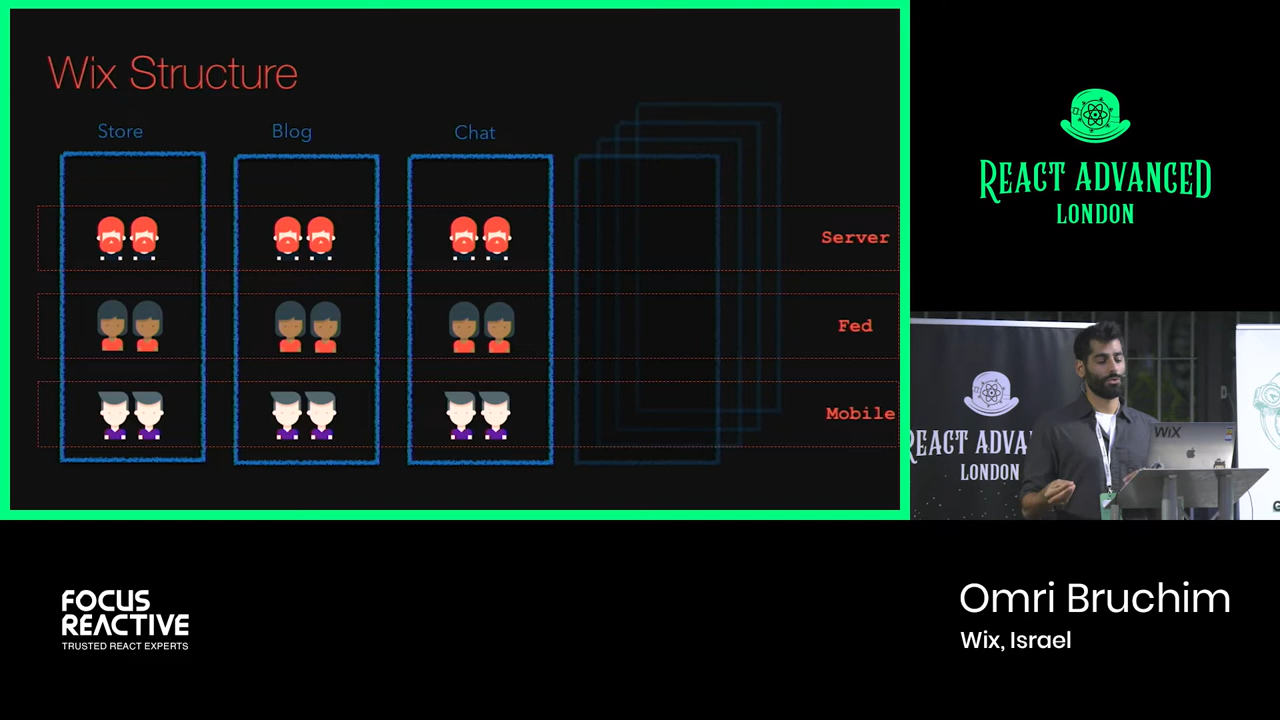 Wix Structure
Store
Blog
Chat
Server
Fed
Mobile
REACT ADVANCED
LONDON
WiX
REACT ADVA
LONDON
FOCUS
REACTIVE
TRUSTED REACT EXPERTS
Omri Bruchim
Wix, Israel